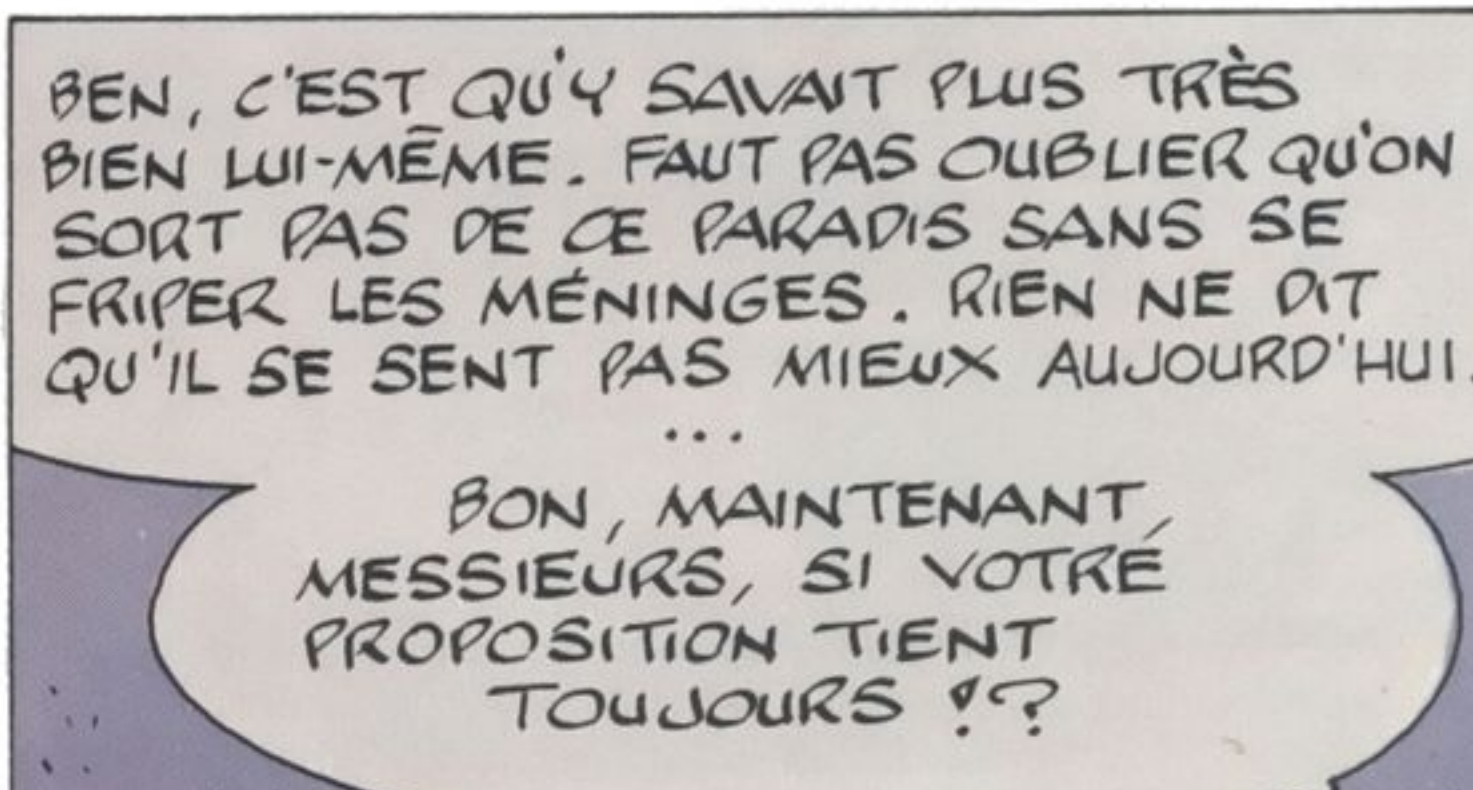 BEN, C'EST QU'Y SAVAIT PLUS TRÈS
BIEN LUI-MÊME. FAUT PAS OUBLIER QU'ON
SORT PAS DE CE PARADIS SANS SE
FRIPER LES MÉNINGES. RIEN NE DIT
QU'IL SE SENT PAS MIEUX AUJOURD'HUI.
...
BON, MAINTENANT,
MESSIEURS, SI VOTRE
PROPOSITION TIENT
TOUJOURS !?